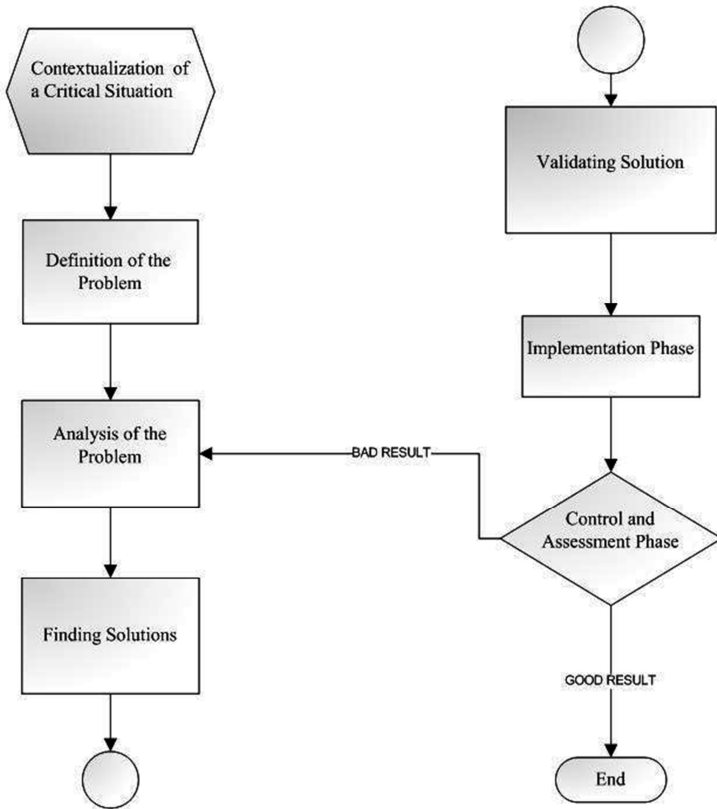 Contextualization of
a Critical Situation
Definition of the
Problem
Analysis of the
Problem
Finding Solutions
Validating Solution
Implementation Phase
Control and
Assessment Phase
BAD RESULT
GOOD RESULT
End